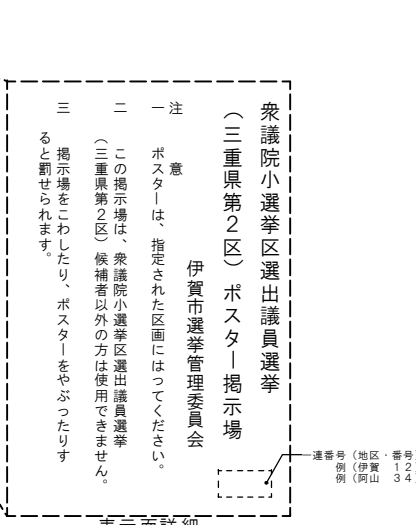 衆議院小選挙区選出議員選挙
（三重県第２区）ポスター掲示場
伊賀市選挙管理委員会
注　意
一　ポスターは、指定された区画にはってください。
二　この掲示場は、衆議院小選挙区選出議員選挙
（三重県第２区）候補者以外の方は使用できません。
三　掲示場をこわしたり、ポスターをやぶったりす
ると罰せられます。
連番号（地区・番号）
例（伊賀　１２
例（阿山　３４
表示面詳細